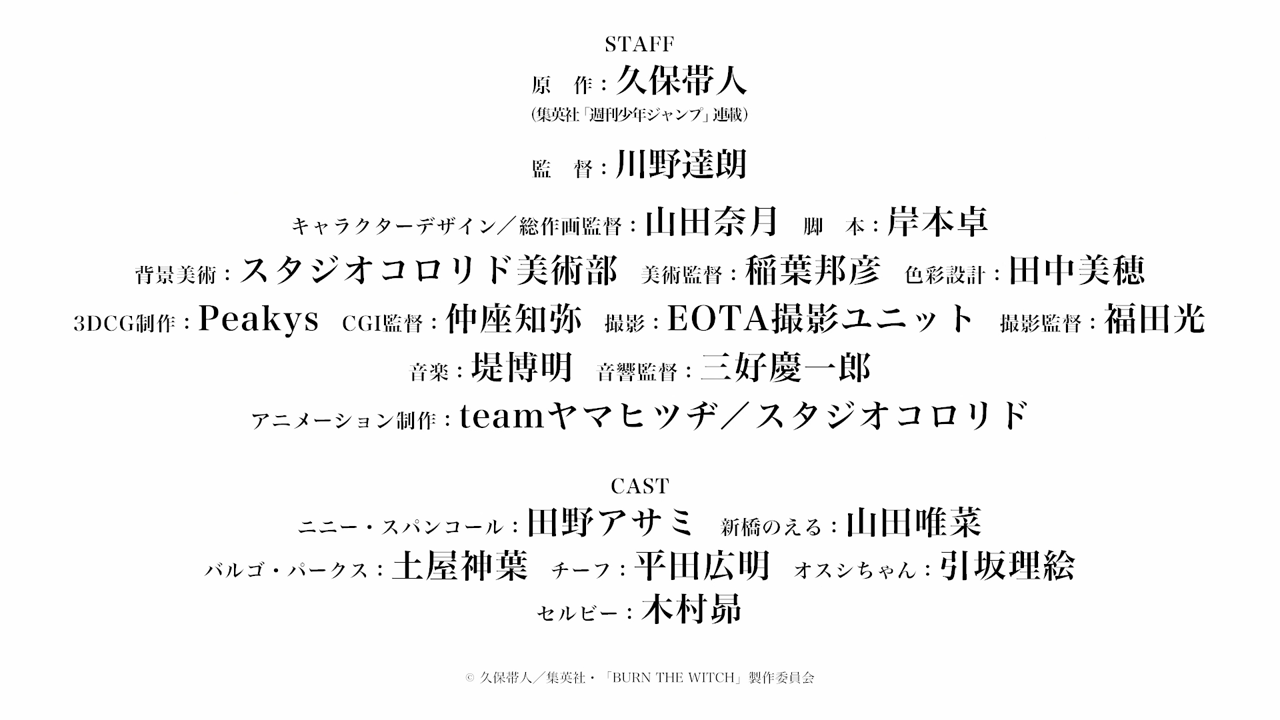 STAFF
原　作：久保帯人
（集英社「週刊少年ジャンプ」連載）
監　督：川野達朗
キャラクターデザイン／総作画監督：山田奈月　脚　本：岸本卓
背景美術：スタジオコロリド美術部　美術監督：稲葉邦彦　色彩設計：田中美穂
3DCG制作：Peakys　CGI監督：仲座知弥　撮影：EOTA撮影ユニット　撮影監督：福田光
音楽：堤博明　音響監督：三好慶一郎
アニメーション制作：teamヤマヒツヂ／スタジオコロリド
CAST
ニニー・スパンコール：田野アサミ　新橋のえる：山田唯菜
バルゴ・パークス：土屋神葉　チーフ：平田広明　オスシちゃん：引坂理絵
セルビー：木村昴
© 久保帯人／集英社・「BURN THE WITCH」製作委員会